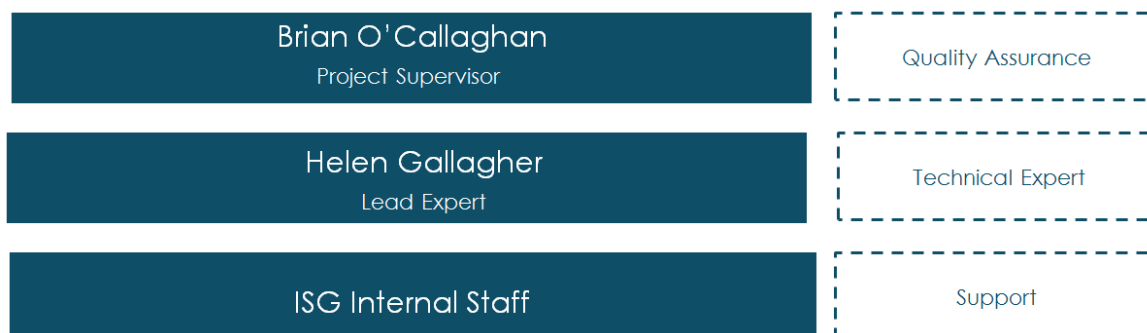 Brian O’Callaghan
Project Supervisor
Quality Assurance
Helen Gallagher
Lead Expert
Technical Expert
ISG Internal Staff
Support